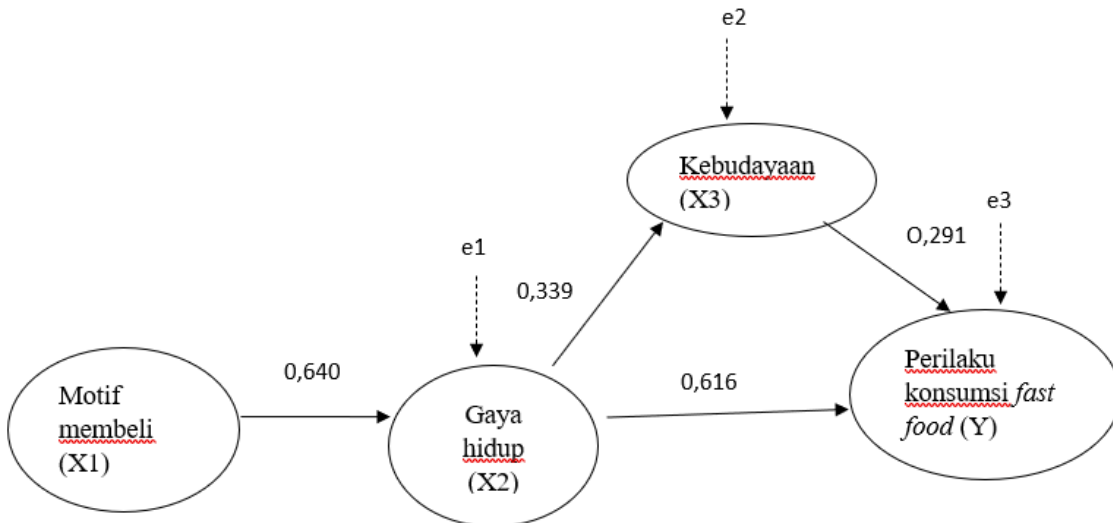 e2
Kebudayaan
(X3)
e3
O,291
e1
0,339
Motif
membeli
(X1)
0,640
Gaya
hidup
(X2)
0,616
Perilaku
konsumsi fast
food (Y)